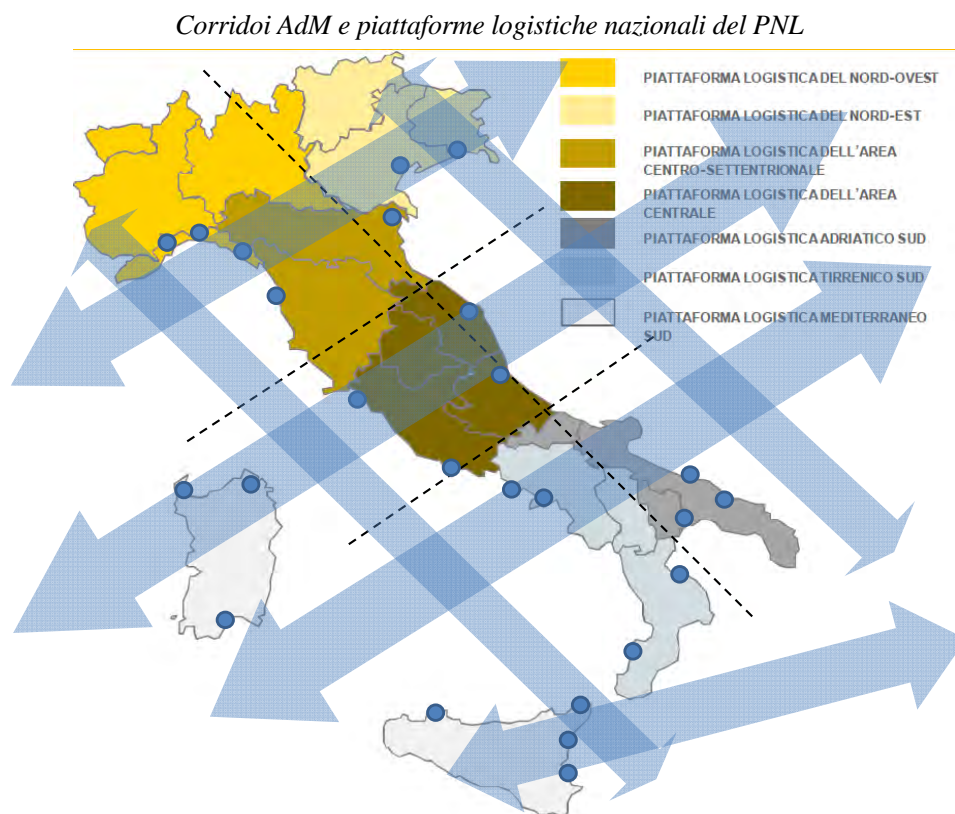 Corridoi AdM e piattaforme logistiche nazionali del PNL
PIATTAFORMA LOGISTICA DEL NORD-OVEST
PIATTAFORMA LOGISTICA DEL NORD-EST
PIATTAFORMA LOGISTICA DELL'AREA
CENTRO-SETTENTRIONALE
PIATTAFORMA LOGISTICA DELL'AREA
CENTRALE
PIATTAFORMA LOGISTICA ADRIATICO SUD
PIATTAFORMA LOGISTICA TIRRENICO SUD
PIATTAFORMA LOGISTICA MEDITERRANEO
SUD